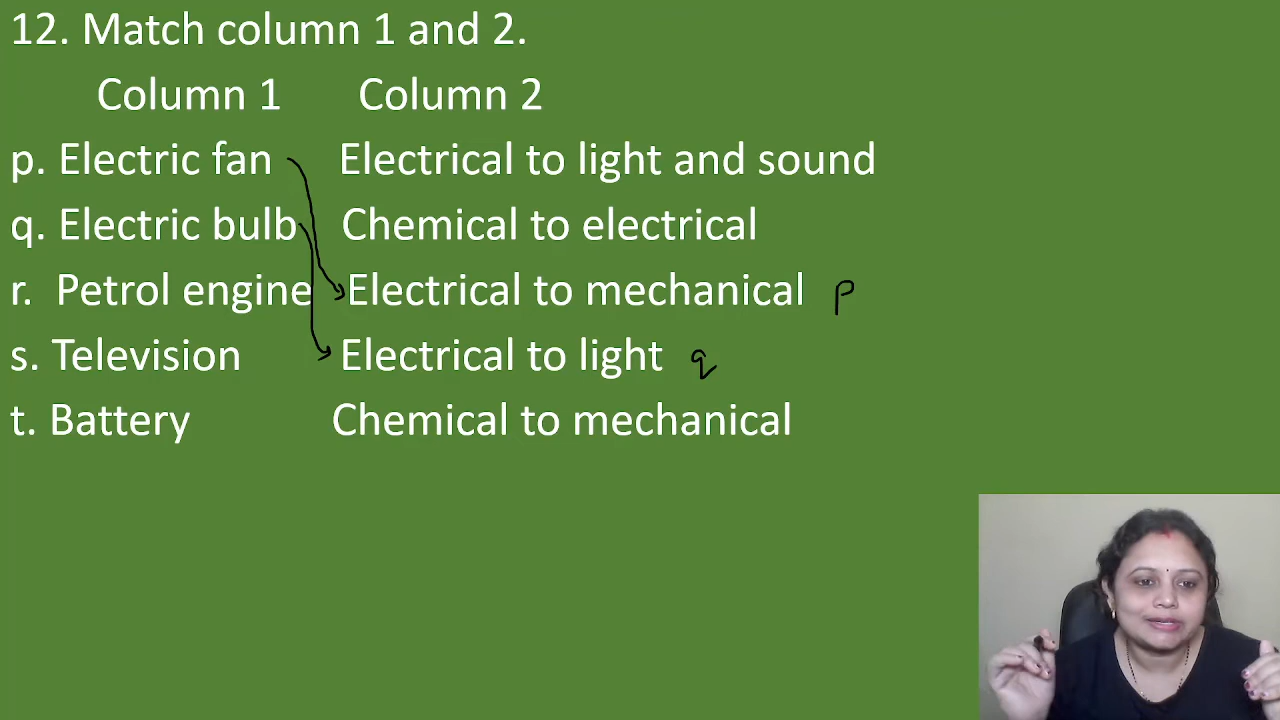 12. Match column 1 and 2.
Column 1 Column 2
p. Electric fan Electrical to light and sound
q. Electric bulb Chemical to electrical
r. Petrol engine Electrical to mechanical p
s. Television Electrical to light q
t. Battery Chemical to mechanical